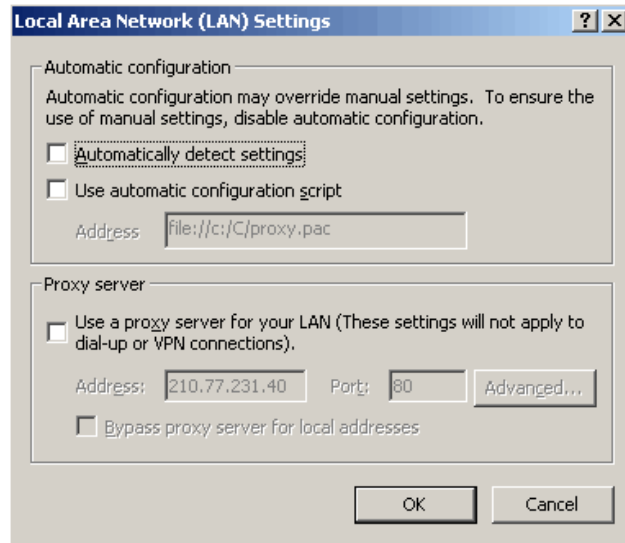 Local Area Network (LAN) Settings
Automatic configuration
Automatic configuration may override manual settings.  To ensure the
use of manual settings, disable automatic configuration.
Automatically detect settings
Use automatic configuration script
Address file://c:/C/proxy.pac
Proxy server
Use a proxy server for your LAN (These settings will not apply to
dial-up or VPN connections).
Address: 210.77.231.40 Port: 80 Advanced...
Bypass proxy server for local addresses
OK Cancel